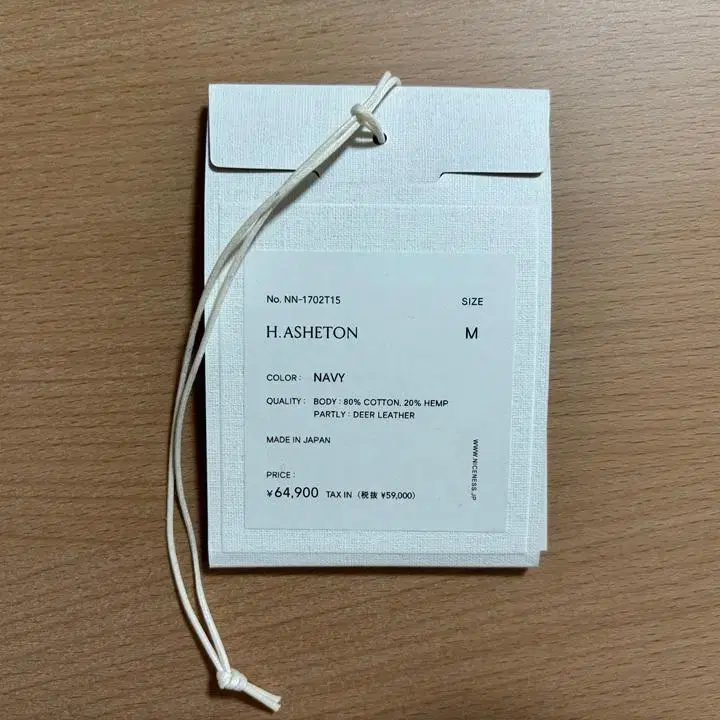 No. NN-1702T15 SIZE
H. ASHETON M
COLOR : NAVY
QUALITY : BODY : 80% COTTON, 20% HEMP
PARTLY : DEER LEATHER
MADE IN JAPAN
PRICE :
¥64,900 TAX IN (税抜 ¥59,000)
WWW.NICENESS.JP